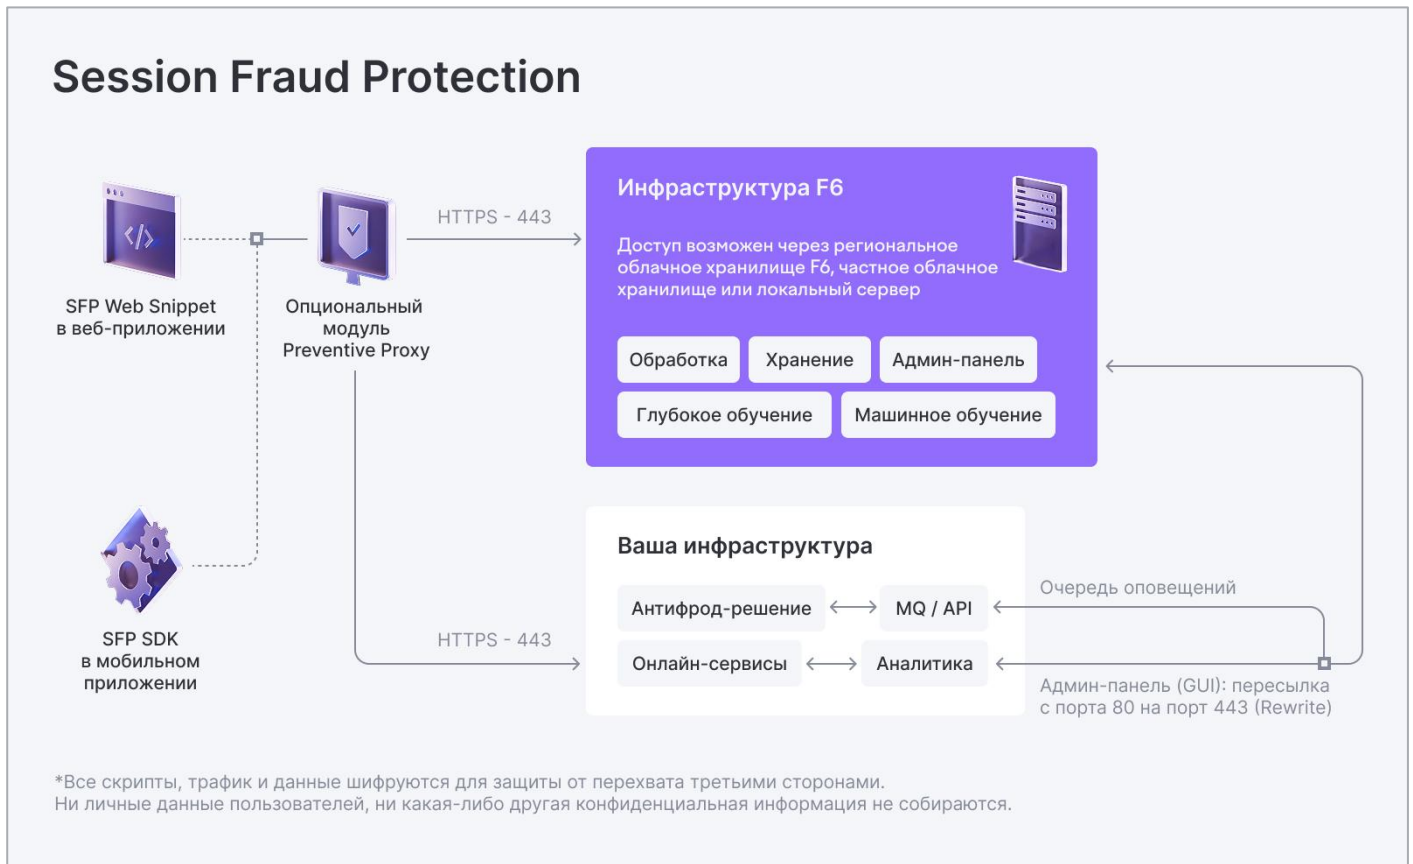 Session Fraud Protection
SFP Web Snippet
в веб-приложении
Опциональный
модуль
Preventive Proxy
HTTPS - 443
Инфраструктура F6
Доступ возможен через региональное
облачное хранилище F6, частное облачное
хранилище или локальный сервер
Обработка
Хранение
Админ-панель
Глубокое обучение
Машинное обучение
SFP SDK
в мобильном
приложении
HTTPS - 443
Ваша инфраструктура
Антифрод-решение
MQ / API
Онлайн-сервисы
Аналитика
Очередь оповещений
Админ-панель (GUI): пересылка
с порта 80 на порт 443 (Rewrite)
*Все скрипты, трафик и данные шифруются для защиты от перехвата третьими сторонами.
Ни личные данные пользователей, ни какая-либо другая конфиденциальная информация не собираются.